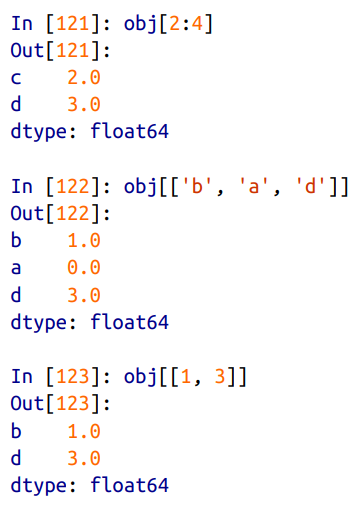 In [121]: obj[2:4]
Out[121]:
c    2.0
d    3.0
dtype: float64

In [122]: obj[['b', 'a', 'd']]
Out[122]:
b    1.0
a    0.0
d    3.0
dtype: float64

In [123]: obj[[1, 3]]
Out[123]:
b    1.0
d    3.0
dtype: float64